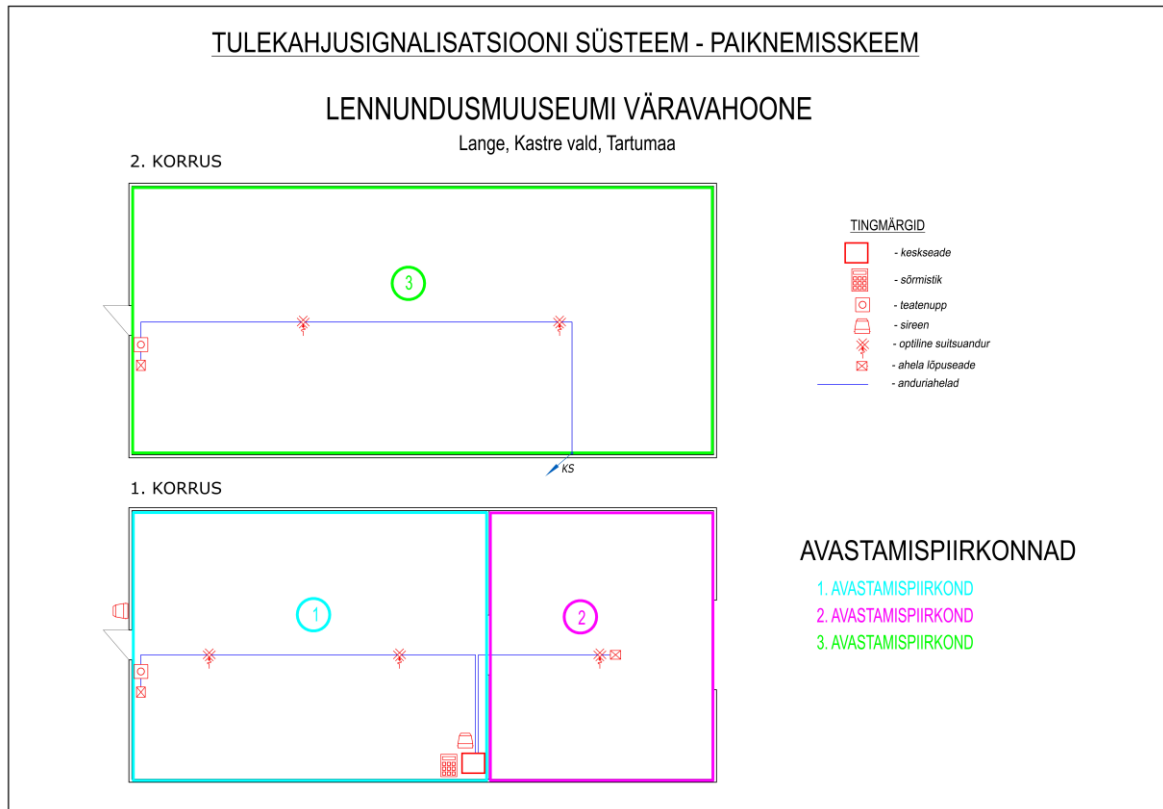 TULEKAHJUSIGNALISATSIOONI SÜSTEEM - PAIKNEMISSKEEM
LENNUNDUSMUUSEUMI VÄRAVAHOONE
Lange, Kastre vald, Tartumaa
2. KORRUS
3
KS
TINGMÄRGID
- keskseade
- sõrmistik
- teatenupp
- sireen
- optiline suitsuandur
- ahela lõpuseade
- anduriahelad
1. KORRUS
1
2
AVASTAMISPIIRKONNAD
1. AVASTAMISPIIRKOND
2. AVASTAMISPIIRKOND
3. AVASTAMISPIIRKOND